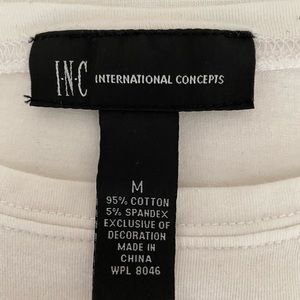 I·N·C INTERNATIONAL CONCEPTS
M
95% COTTON
5% SPANDEX
EXCLUSIVE OF
DECORATION
MADE IN
CHINA
WPL 8046